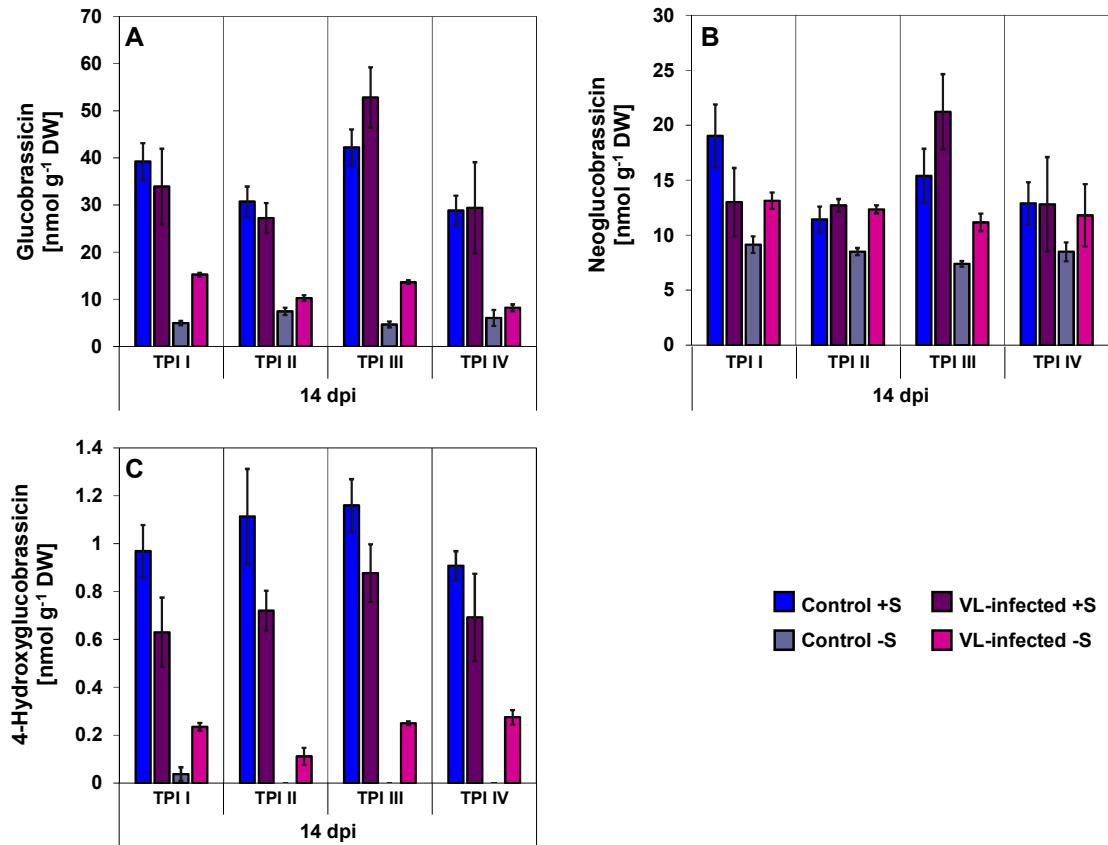 A
Glucobrassicin
[nmol g-1 DW]
70
60
50
40
30
20
10
0
TPI I TPI II TPI III TPI IV
14 dpi
B
Neoglucobrassicin
[nmol g-1 DW]
30
25
20
15
10
5
0
TPI I TPI II TPI III TPI IV
14 dpi
C
4-Hydroxyglucobrassicin
[nmol g-1 DW]
1.4
1.2
1
0.8
0.6
0.4
0.2
0
TPI I TPI II TPI III TPI IV
14 dpi
Control +S VL-infected +S
Control -S VL-infected -S